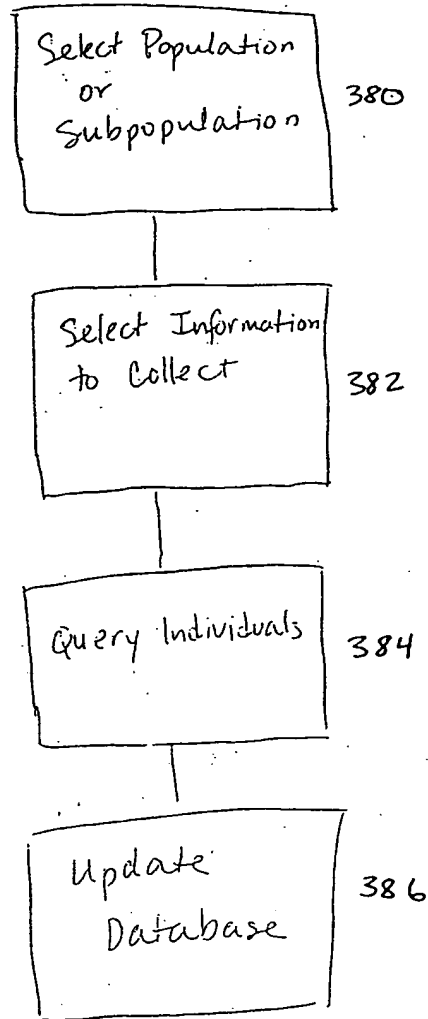 Select Population
or
Subpopulation
380
Select Information
to Collect
382
Query Individuals
384
Update
Database
386